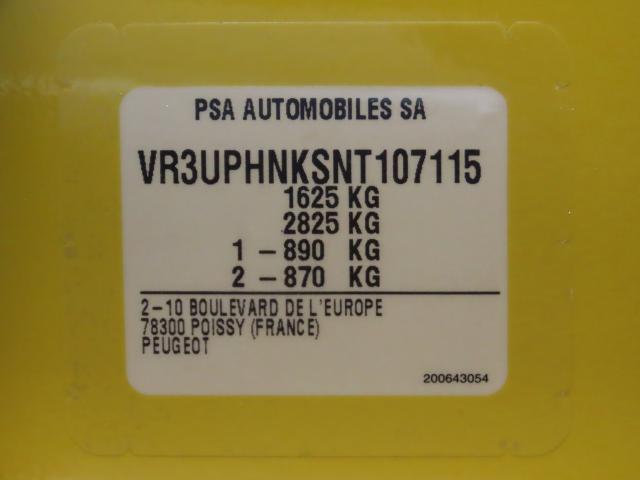 PSA AUTOMOBILES SA
VR3UPHNKSNT107115
1625 KG
2825 KG
1 - 890 KG
2 - 870 KG
2-10 BOULEVARD DE L'EUROPE
78300 POISSY (FRANCE)
PEUGEOT
200643054